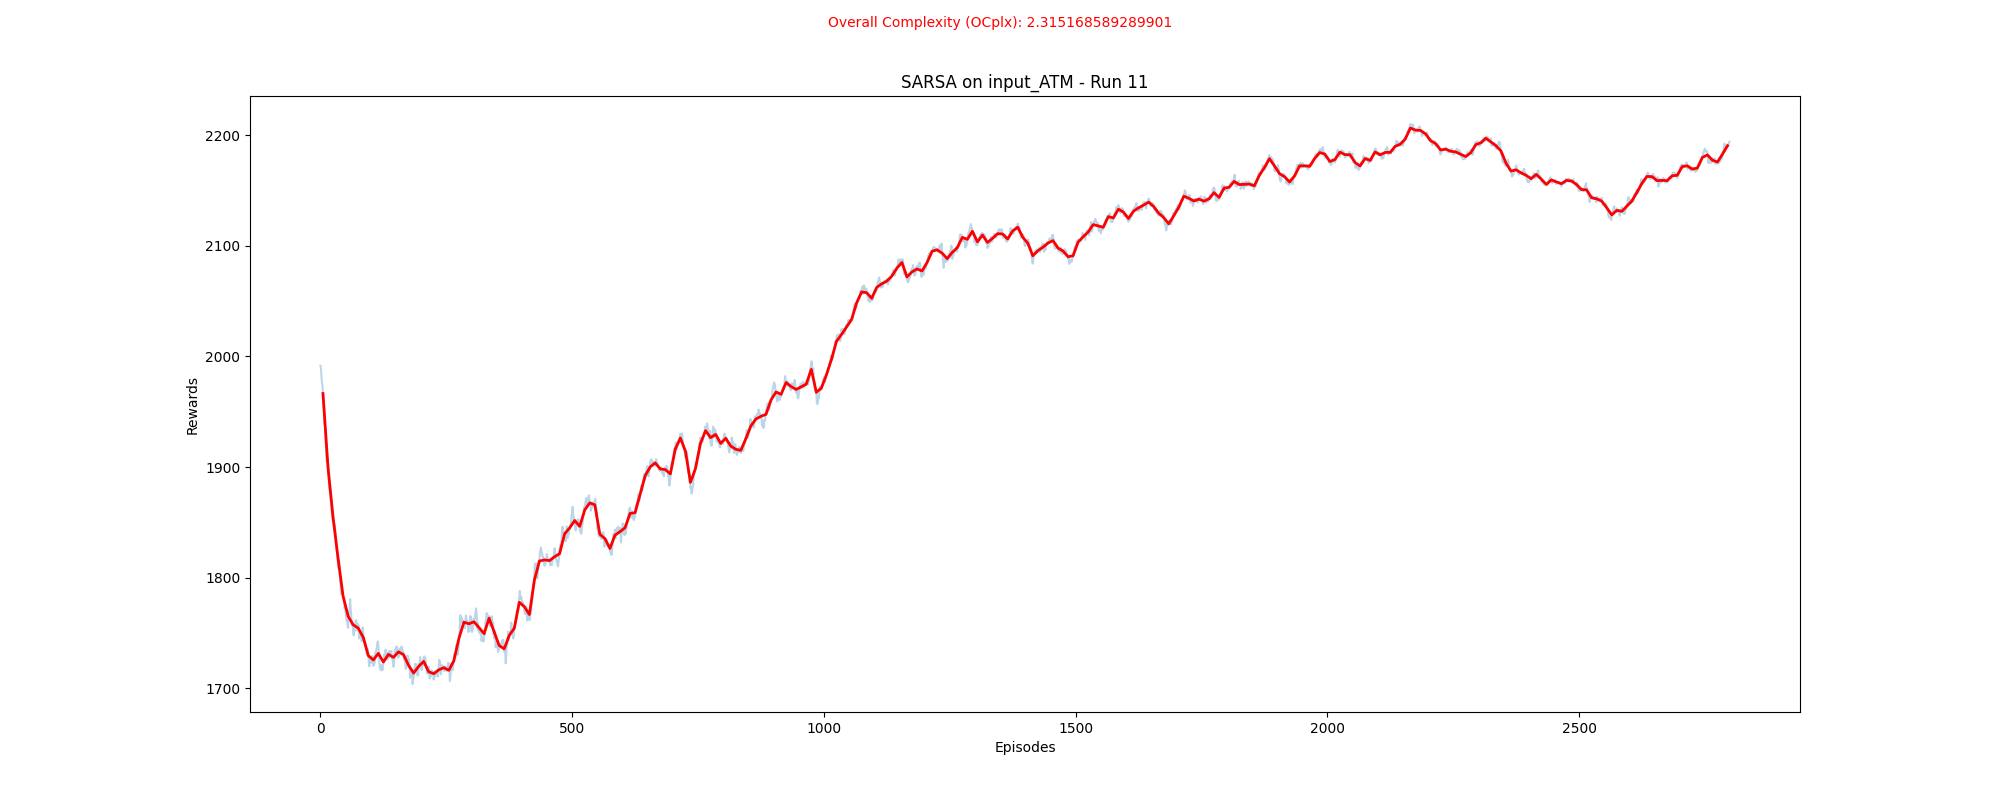 Overall Complexity (OCplx): 2.315168589289901
SARSA on input_ATM - Run 11
2200
2100
2000
1900
1800
1700
Rewards
0 500 1000 1500 2000 2500
Episodes